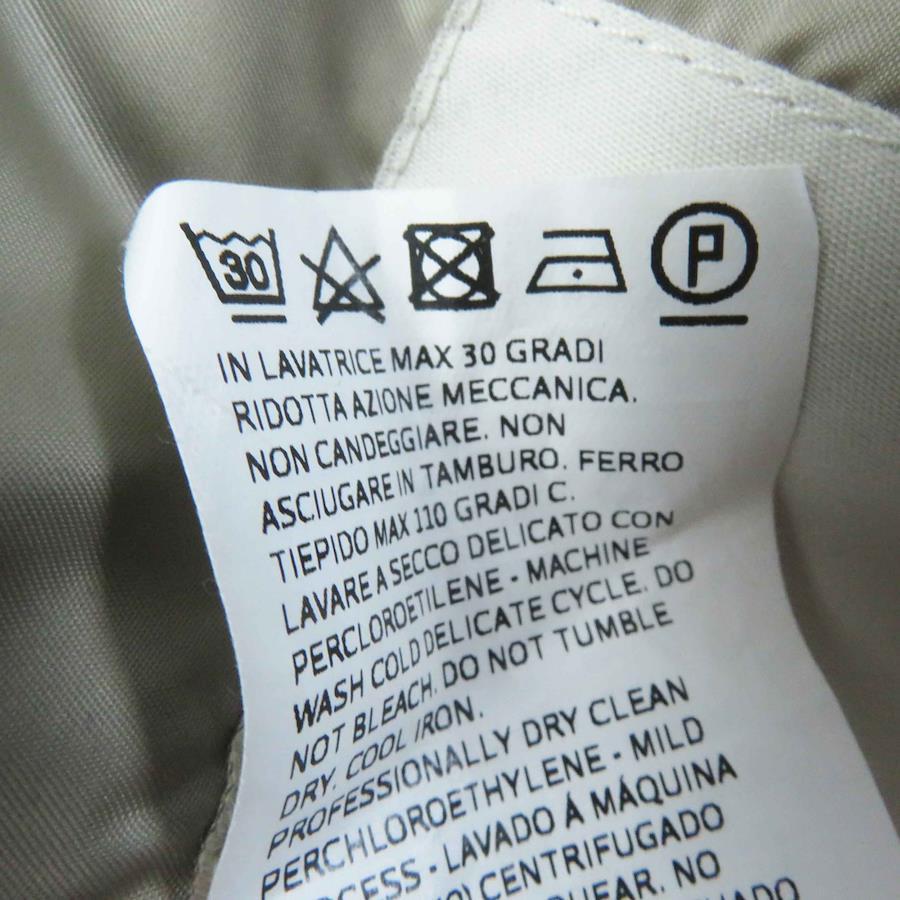 30
P
IN LAVATRICE MAX 30 GRADI
RIDOTTA AZIONE MECCANICA.
NON CANDEGGIARE. NON
ASCIUGARE IN TAMBURO. FERRO
TIEPIDO MAX 110 GRADI C.
LAVARE A SECCO DELICATO CON
PERCLOROETILENE - MACHINE
WASH COLD DELICATE CYCLE. DO
NOT BLEACH. DO NOT TUMBLE
DRY. COOL IRON.
PROFESSIONALLY DRY CLEAN
PERCHLOROETHYLENE - MILD
PROCESS - LAVADO Á MÁQUINA
CENTRIFUGADO
NO